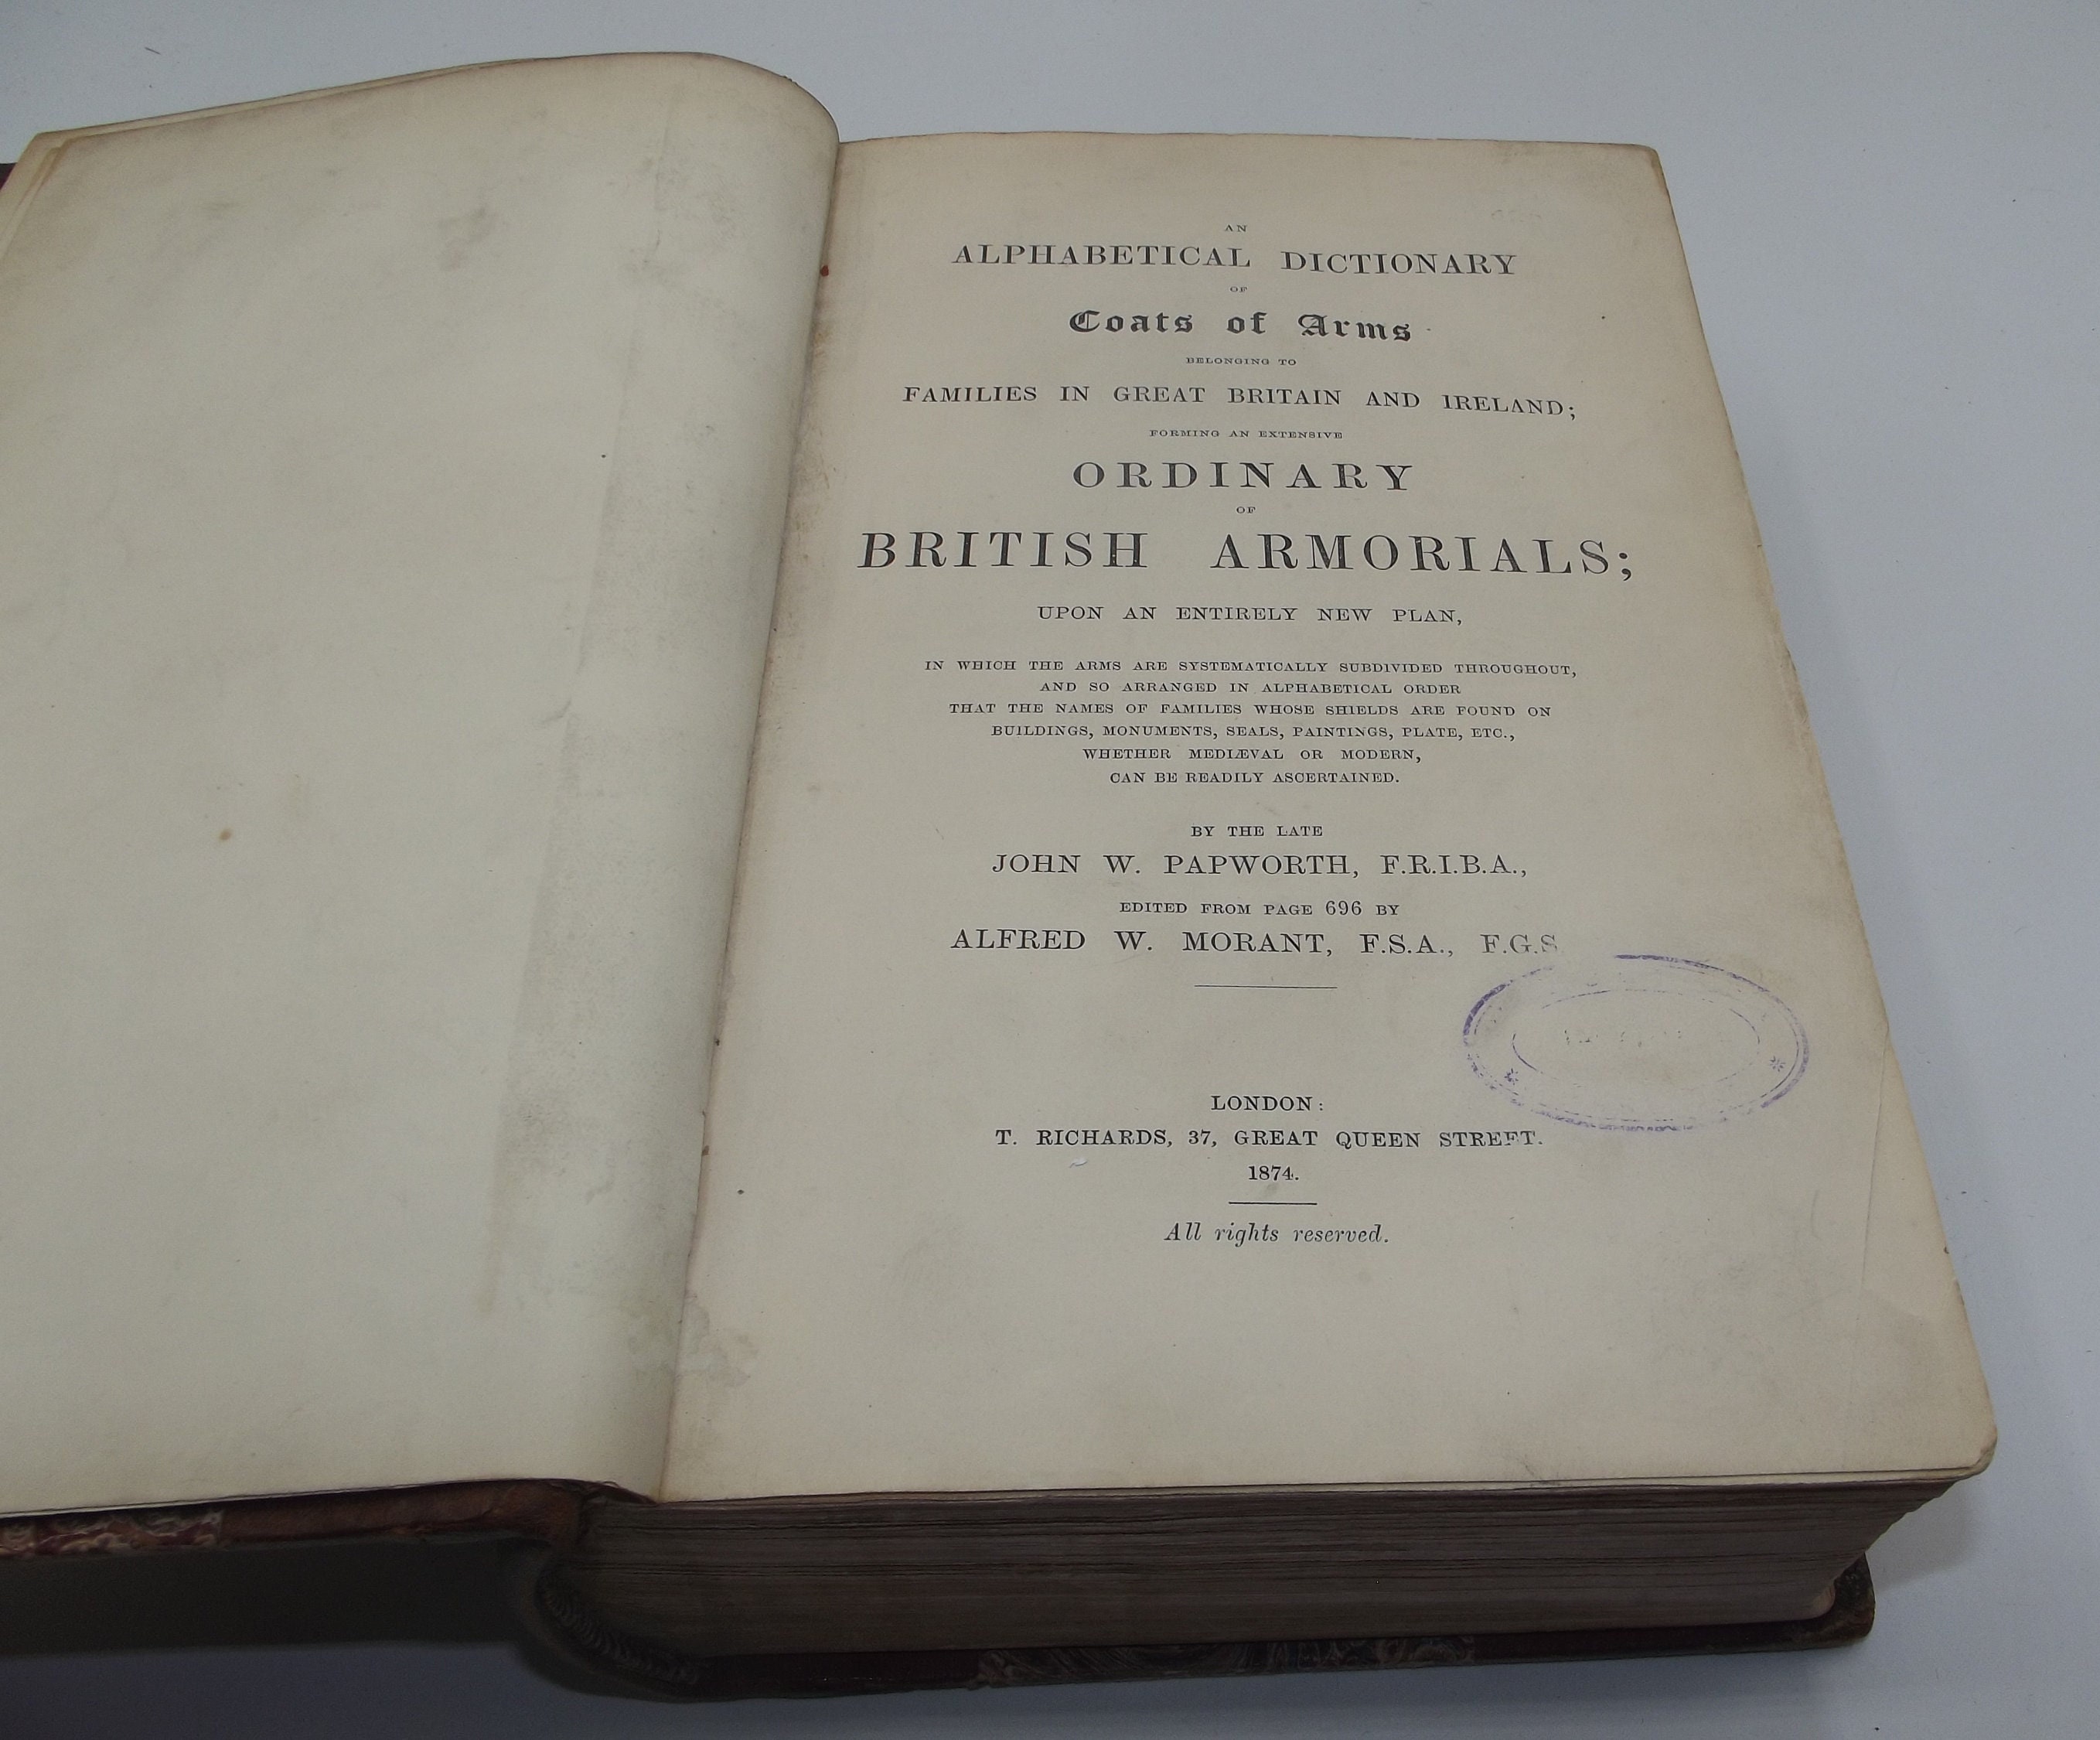 AN
ALPHABETICAL DICTIONARY
OF
Coats of Arms
BELONGING TO
FAMILIES IN GREAT BRITAIN AND IRELAND;
FORMING AN EXTENSIVE
ORDINARY
OF
BRITISH ARMORIALS;
UPON AN ENTIRELY NEW PLAN,
IN WHICH THE ARMS ARE SYSTEMATICALLY SUBDIVIDED THROUGHOUT,
AND SO ARRANGED IN ALPHABETICAL ORDER
THAT THE NAMES OF FAMILIES WHOSE SHIELDS ARE FOUND ON
BUILDINGS, MONUMENTS, SEALS, PAINTINGS, PLATE, ETC.,
WHETHER MEDIÆVAL OR MODERN,
CAN BE READILY ASCERTAINED.
BY THE LATE
JOHN W. PAPWORTH, F.R.I.B.A.,
EDITED FROM PAGE 696 BY
ALFRED W. MORANT, F.S.A., F.G.S
LONDON:
T. RICHARDS, 37, GREAT QUEEN STREET.
1874.
All rights reserved.